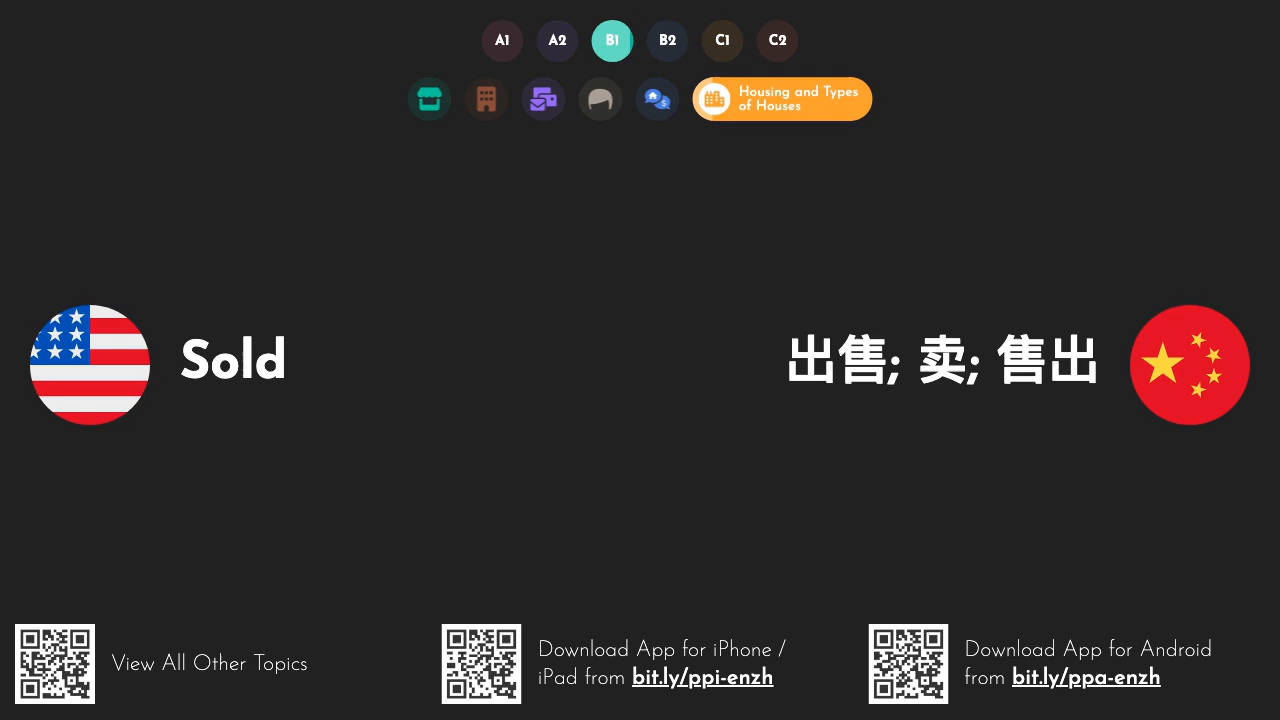 A1 A2 B1 B2 C1 C2
Housing and Types
of Houses
Sold
出售; 卖; 售出
View All Other Topics
Download App for iPhone /
iPad from bit.ly/ppi-enzh
Download App for Android
from bit.ly/ppa-enzh